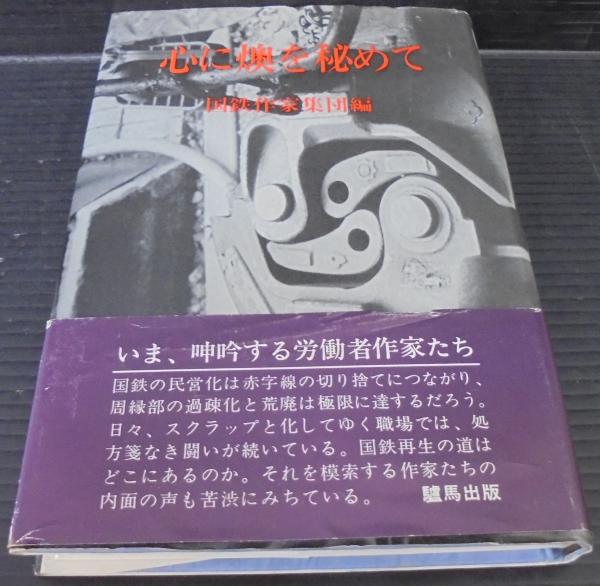 心に燠を秘めて
国鉄作家集団編
いま、呻吟する労働者作家たち
国鉄の民営化は赤字線の切り捨てにつながり、
周縁部の過疎化と荒廃は極限に達するだろう。
日々、スクラップと化してゆく職場では、処
方箋なき闘いが続いている。国鉄再生の道は
どこにあるのか。それを模索する作家たちの
内面の声も苦渋にみちている。
驢馬出版